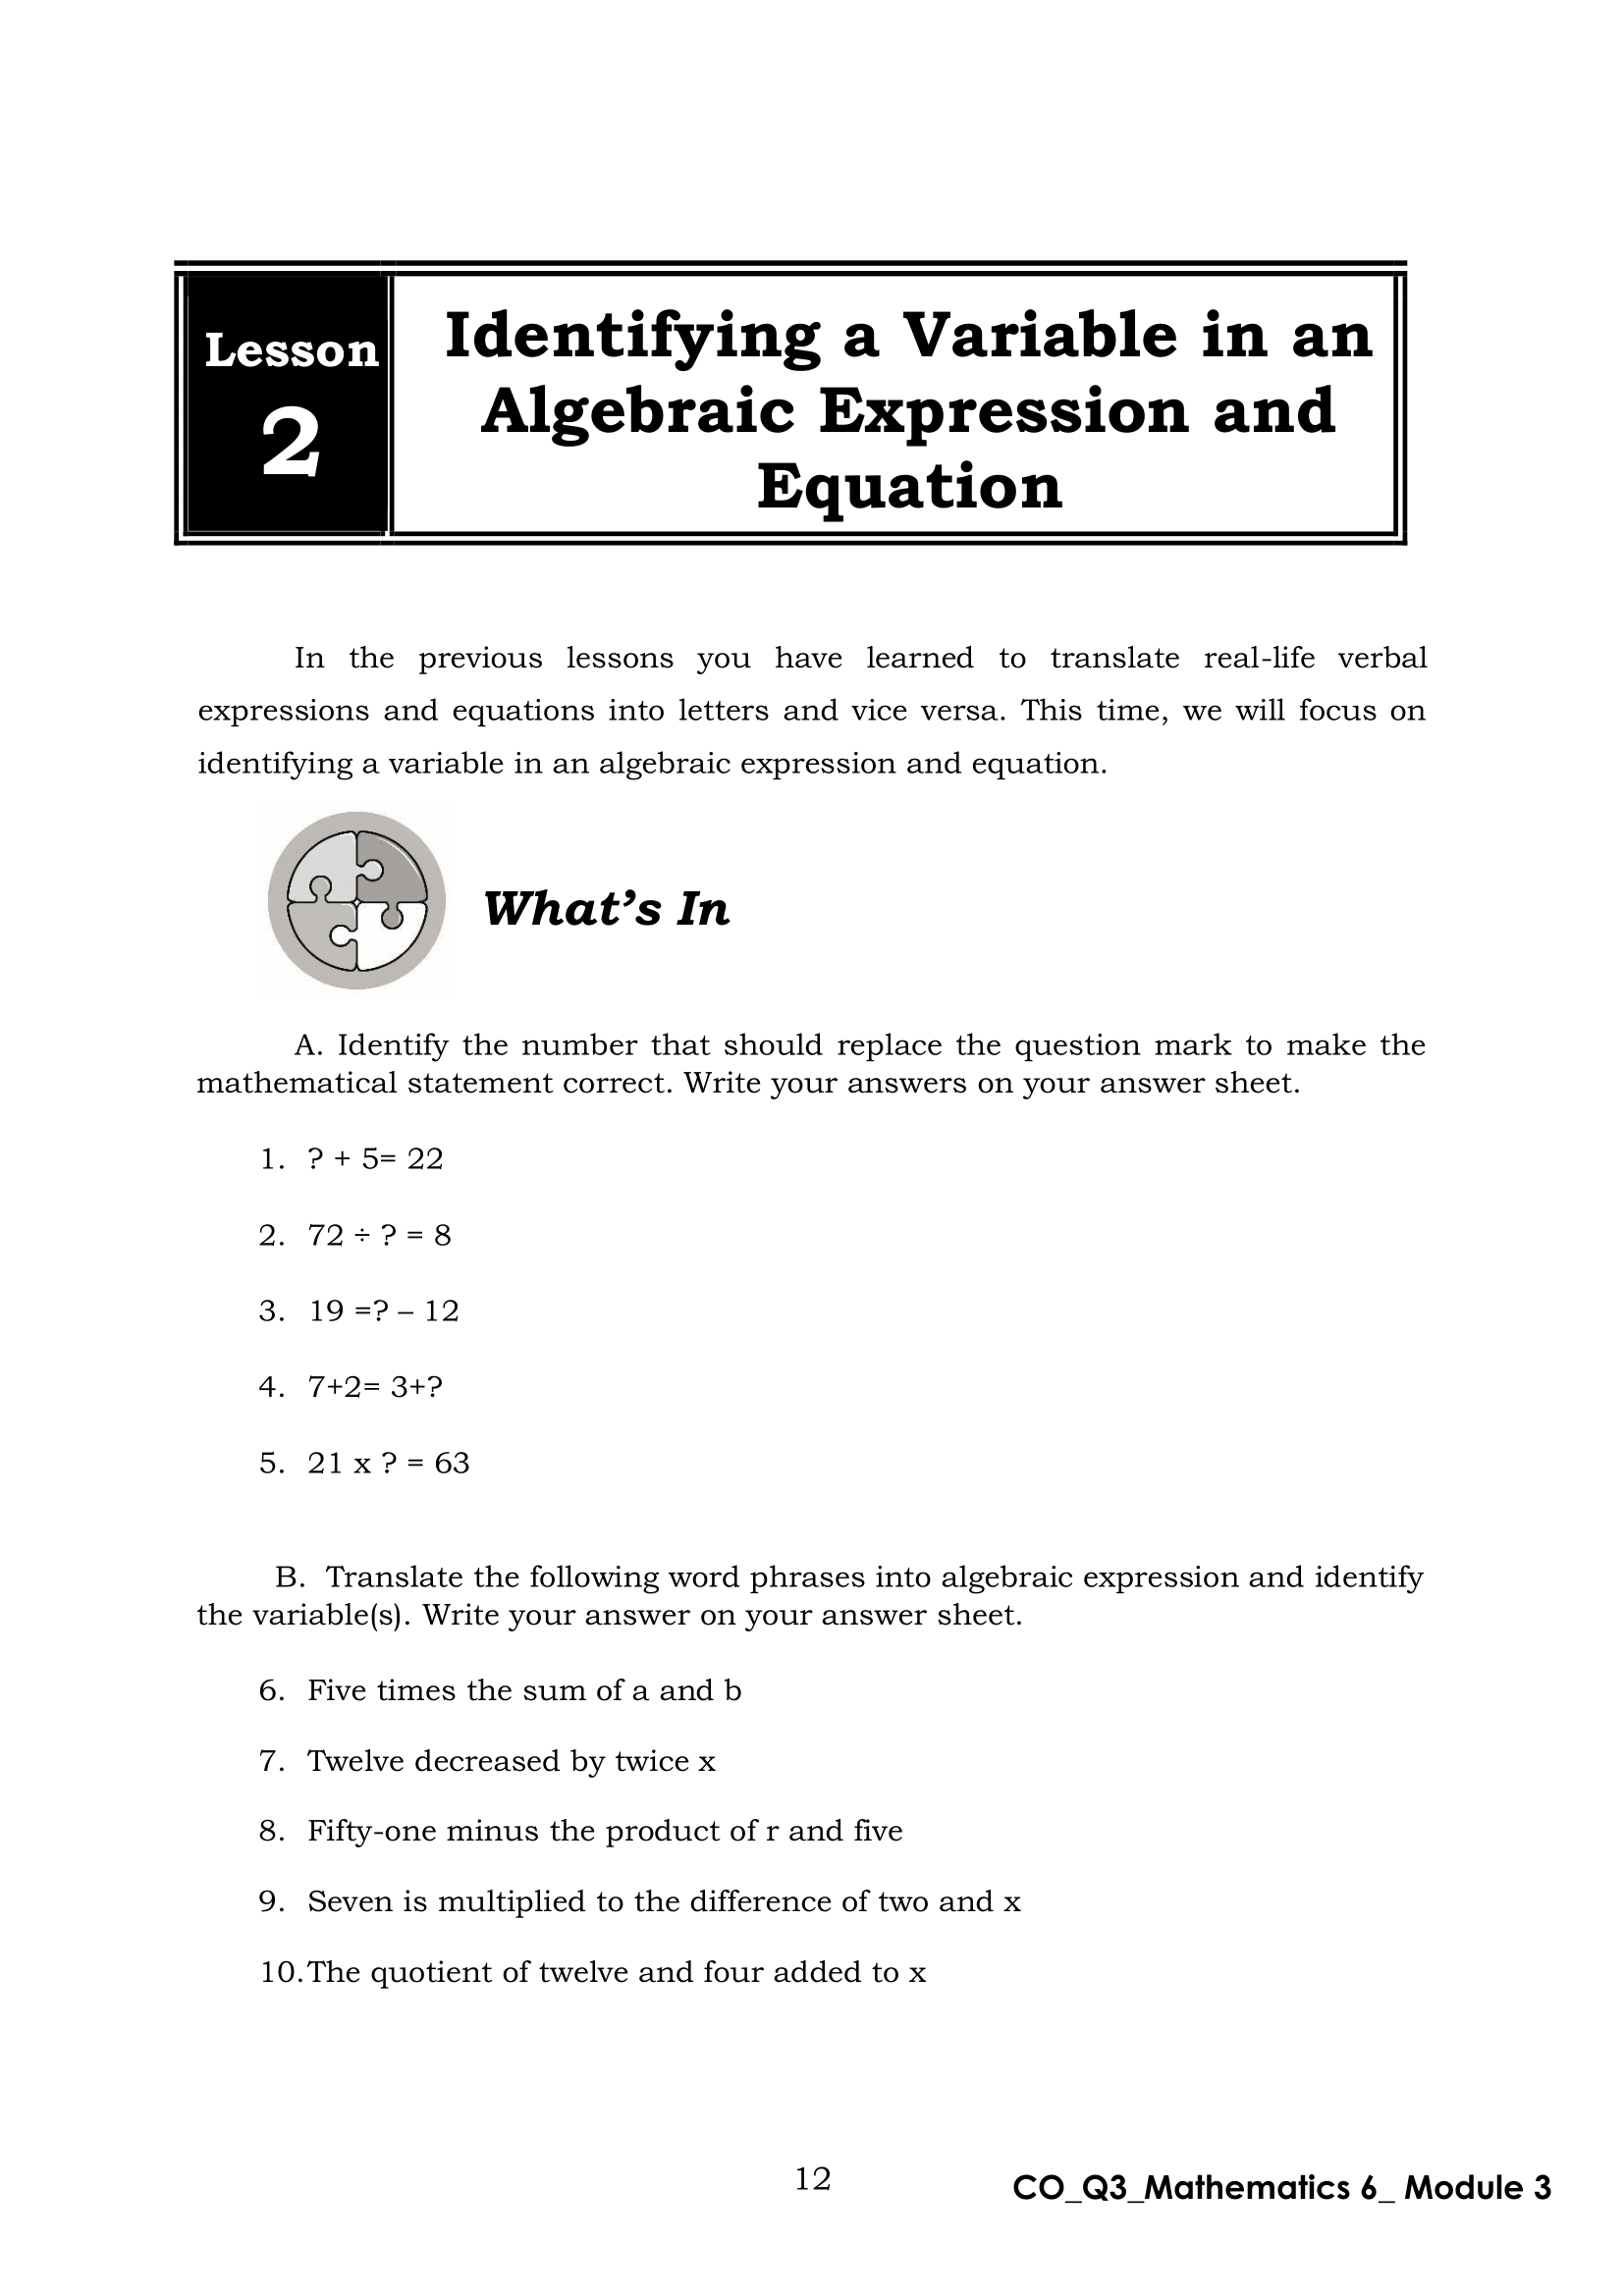 Lesson
2
Identifying a Variable in an
Algebraic Expression and
Equation
In the previous lessons you have learned to translate real-life verbal
expressions and equations into letters and vice versa. This time, we will focus on
identifying a variable in an algebraic expression and equation.
What’s In
A. Identify the number that should replace the question mark to make the
mathematical statement correct. Write your answers on your answer sheet.
1. ? + 5= 22
2. 72 ÷ ? = 8
3. 19 =? – 12
4. 7+2= 3+?
5. 21 x ? = 63
B. Translate the following word phrases into algebraic expression and identify
the variable(s). Write your answer on your answer sheet.
6. Five times the sum of a and b
7. Twelve decreased by twice x
8. Fifty-one minus the product of r and five
9. Seven is multiplied to the difference of two and x
10. The quotient of twelve and four added to x
12
CO_Q3_Mathematics 6_ Module 3